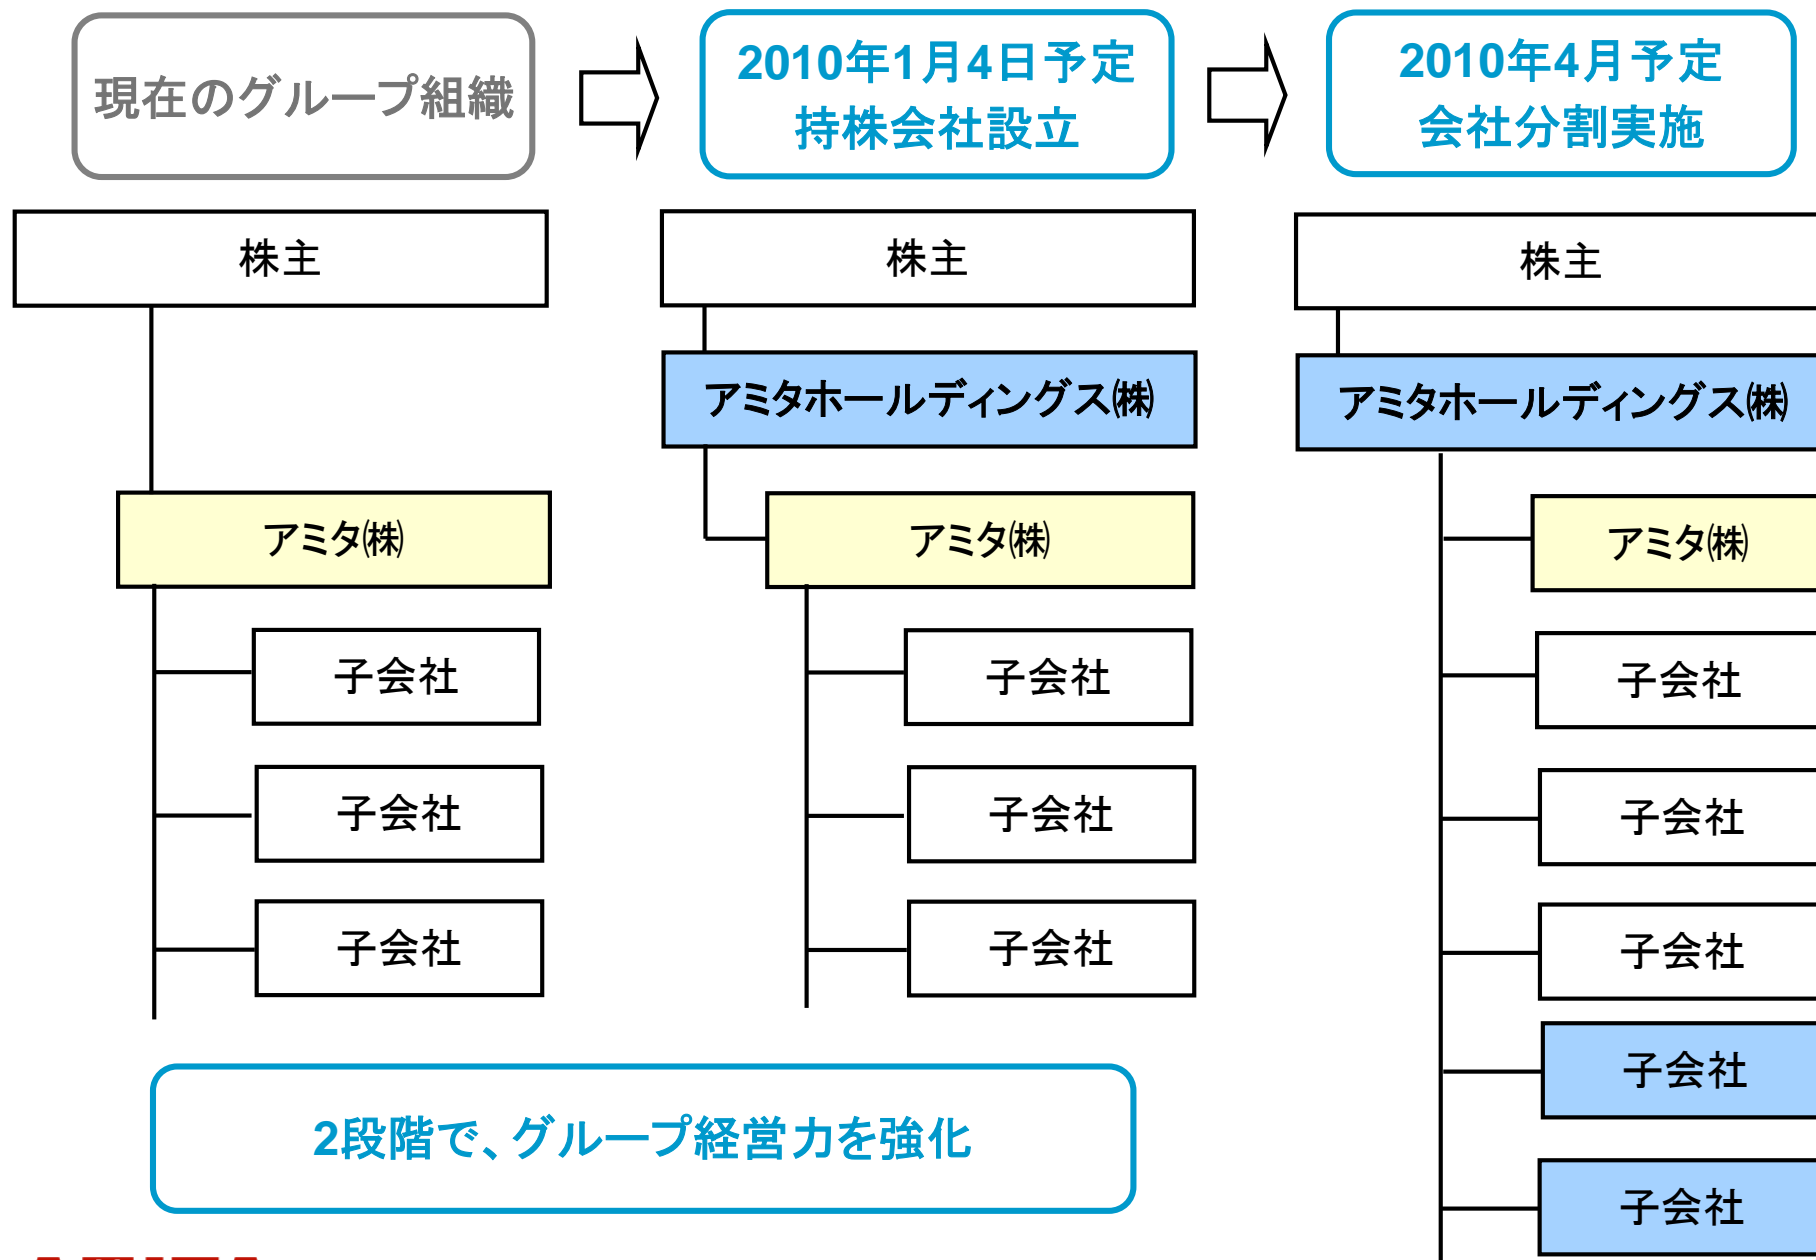 現在のグループ組織
2010年1月4日予定
持株会社設立
2010年4月予定
会社分割実施
株主
アミタ㈱
子会社
子会社
子会社
株主
アミタホールディングス㈱
アミタ㈱
子会社
子会社
子会社
株主
アミタホールディングス㈱
アミタ㈱
子会社
子会社
子会社
子会社
子会社
2段階で、グループ経営力を強化